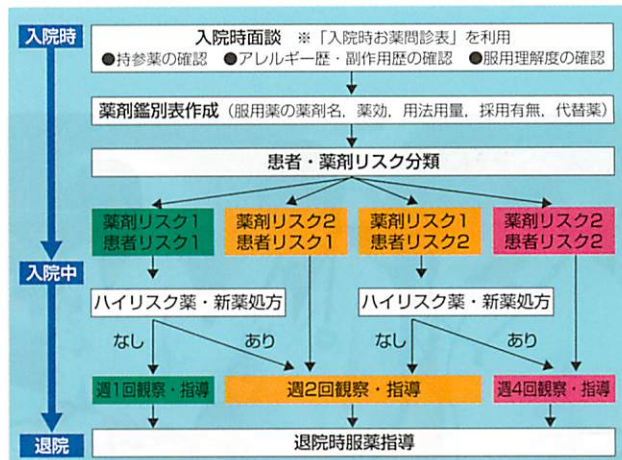 入院時
入院時面談 ※「入院時お薬問診表」を利用
●持参薬の確認 ●アレルギー歴・副作用歴の確認 ●服用理解度の確認
薬剤鑑別表作成（服用薬の薬剤名，薬効，用法用量，採用有無，代替薬）
患者・薬剤リスク分類
薬剤リスク1
患者リスク1
薬剤リスク2
患者リスク1
薬剤リスク1
患者リスク2
薬剤リスク2
患者リスク2
入院中
ハイリスク薬・新薬処方
ハイリスク薬・新薬処方
なし
あり
なし
あり
週1回観察・指導
週2回観察・指導
週4回観察・指導
退院
退院時服薬指導